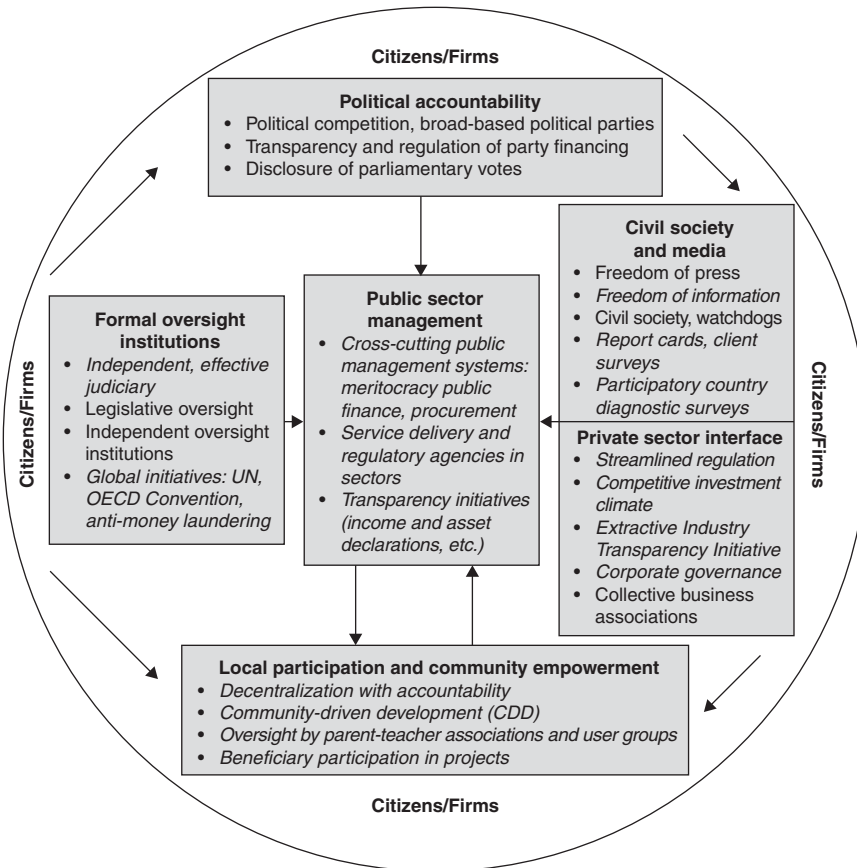 Citizens/Firms
Political accountability
• Political competition, broad-based political parties
• Transparency and regulation of party financing
• Disclosure of parliamentary votes
Citizens/Firms
Formal oversight
institutions
• Independent, effective
judiciary
• Legislative oversight
• Independent oversight
institutions
• Global initiatives: UN,
OECD Convention,
anti-money laundering
Public sector
management
• Cross-cutting public
management systems:
meritocracy public
finance, procurement
• Service delivery and
regulatory agencies in
sectors
• Transparency initiatives
(income and asset
declarations, etc.)
Civil society
and media
• Freedom of press
• Freedom of information
• Civil society, watchdogs
• Report cards, client
surveys
• Participatory country
diagnostic surveys
Private sector interface
• Streamlined regulation
• Competitive investment
climate
• Extractive Industry
Transparency Initiative
• Corporate governance
• Collective business
associations
Citizens/Firms
Local participation and community empowerment
• Decentralization with accountability
• Community-driven development (CDD)
• Oversight by parent-teacher associations and user groups
• Beneficiary participation in projects
Citizens/Firms